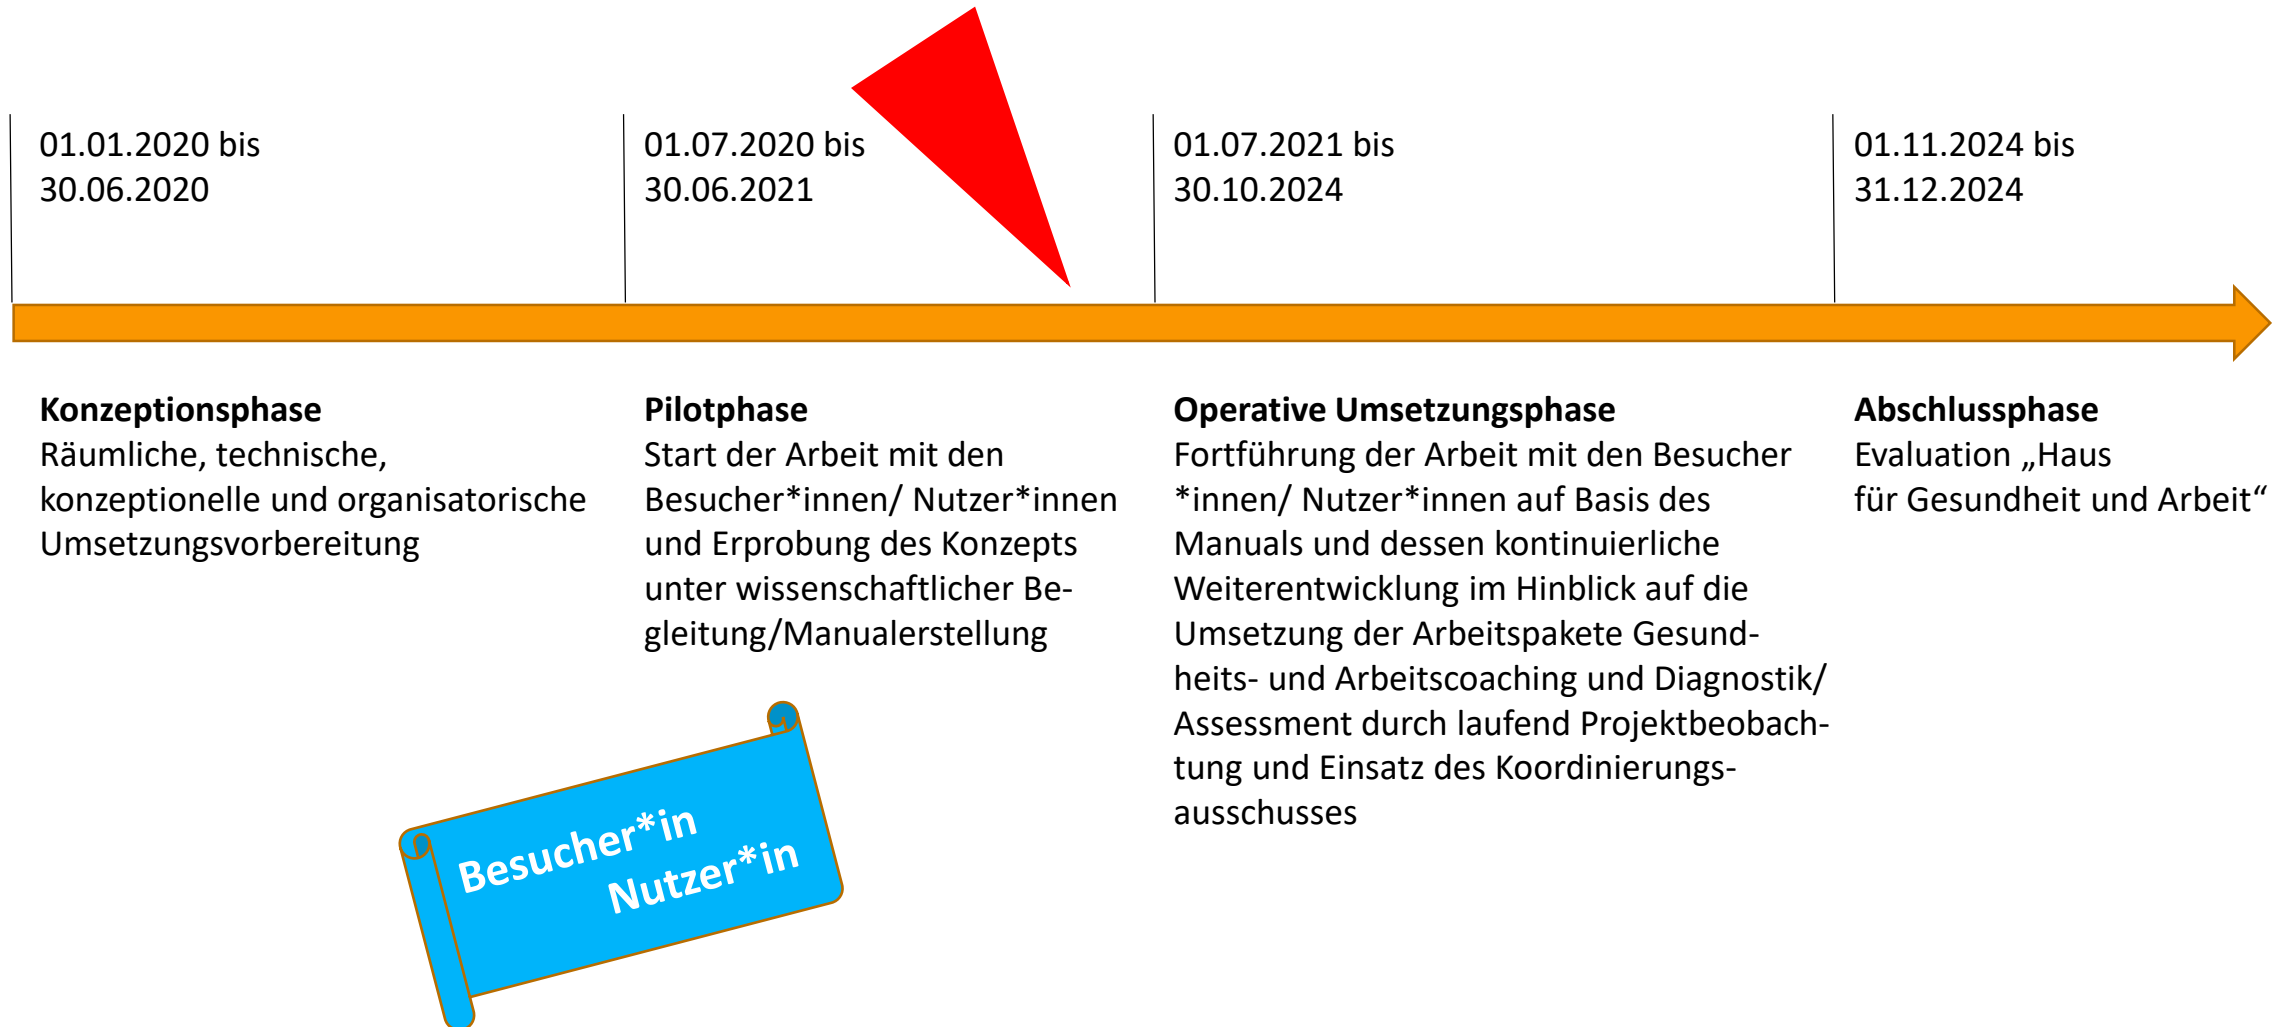 01.01.2020 bis
30.06.2020
01.07.2020 bis
30.06.2021
01.07.2021 bis
30.10.2024
01.11.2024 bis
31.12.2024
Konzeptionsphase
Räumliche, technische,
konzeptionelle und organisatorische
Umsetzungsvorbereitung
Pilotphase
Start der Arbeit mit den
Besucher*innen/ Nutzer*innen
und Erprobung des Konzepts
unter wissenschaftlicher Be-
gleitung/Manualerstellung
Operative Umsetzungsphase
Fortführung der Arbeit mit den Besucher
*innen/ Nutzer*innen auf Basis des
Manuals und dessen kontinuierliche
Weiterentwicklung im Hinblick auf die
Umsetzung der Arbeitspakete Gesund-
heits- und Arbeitscoaching und Diagnostik/
Assessment durch laufend Projektbeobach-
tung und Einsatz des Koordinierungs-
ausschusses
Abschlussphase
Evaluation „Haus
für Gesundheit und Arbeit“
Besucher*in
Nutzer*in